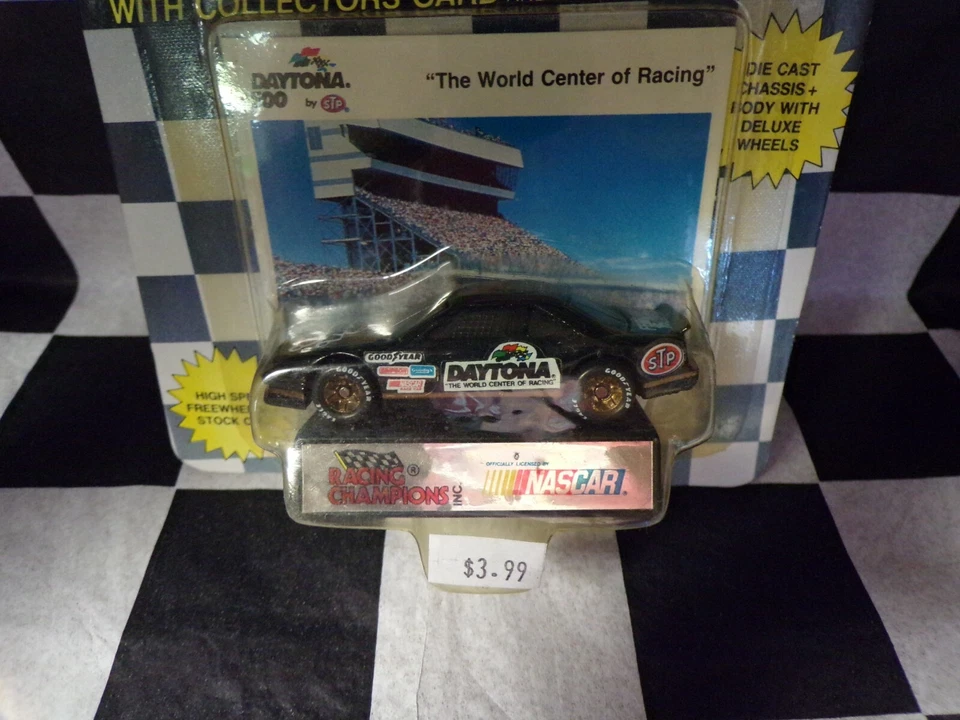 WITH COLLECTORS CARD
DAYTONA.
500 by STP
"The World Center of Racing"
DIE CAST
CHASSIS +
BODY WITH
DELUXE
WHEELS
GOODYEAR
DAYTONA.
"THE WORLD CENTER OF RACING"
STP
GOODYEAR
GOODYEAR
HIGH
STOCK
RACING ®
CHAMPIONS INC.
OFFICIALLY LICENSED BY
NASCAR.
$3.99